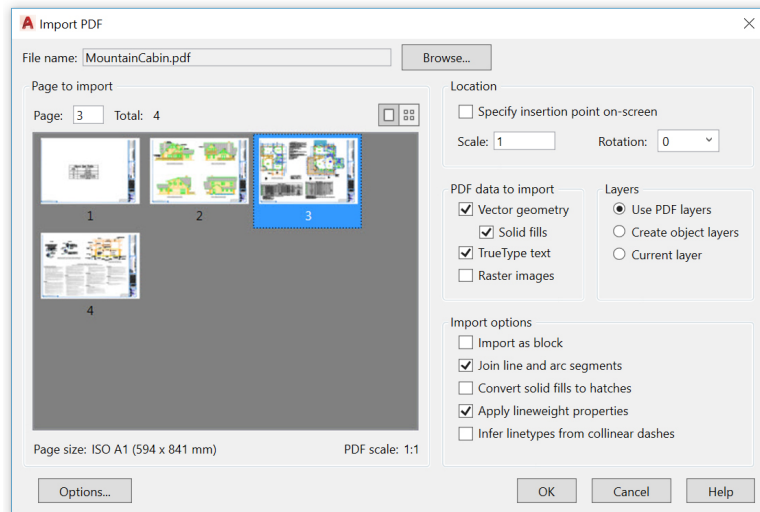 Import PDF
File name: MountainCabin.pdf Browse...
Page to import
Page: 3 Total: 4
1 2 3
4
Page size: ISO A1 (594 x 841 mm) PDF scale: 1:1
Location
Specify insertion point on-screen
Scale: 1 Rotation: 0
PDF data to import
Vector geometry
Solid fills
TrueType text
Raster images
Layers
Use PDF layers
Create object layers
Current layer
Import options
Import as block
Join line and arc segments
Convert solid fills to hatches
Apply lineweight properties
Infer linetypes from collinear dashes
Options... OK Cancel Help